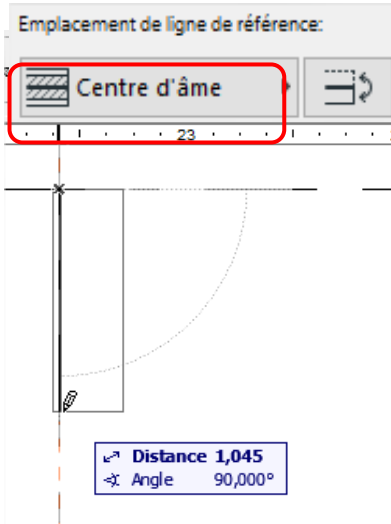 Emplacement de ligne de référence:
Centre d'âme
23
Distance 1,045
Angle 90,000°